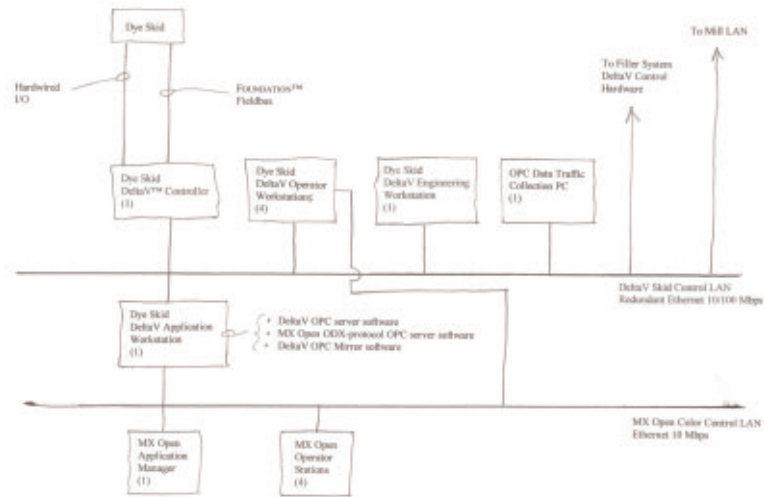 Dye Skid
To Mill LAN
To Filler System
DeltaV Control
Hardware
Hardwired
I/O
FOUNDATION™
Fieldbus
Dye Skid
DeltaV™ Controller
(1)
Dye Skid
DeltaV Operator
Workstations
(4)
Dye Skid
DeltaV Engineering
Workstation
(1)
OPC Data Traffic
Collection PC
(1)
DeltaV Skid Control LAN
Redundant Ethernet 10/100 Mbps
Dye Skid
DeltaV Application
Workstation
(1)
+ DeltaV OPC server software
+ MX Open ODX-protocol OPC server software
+ DeltaV OPC Mirror software
MX Open Color Control LAN
Ethernet 10 Mbps
MX Open
Application
Manager
(1)
MX Open
Operator
Stations
(4)